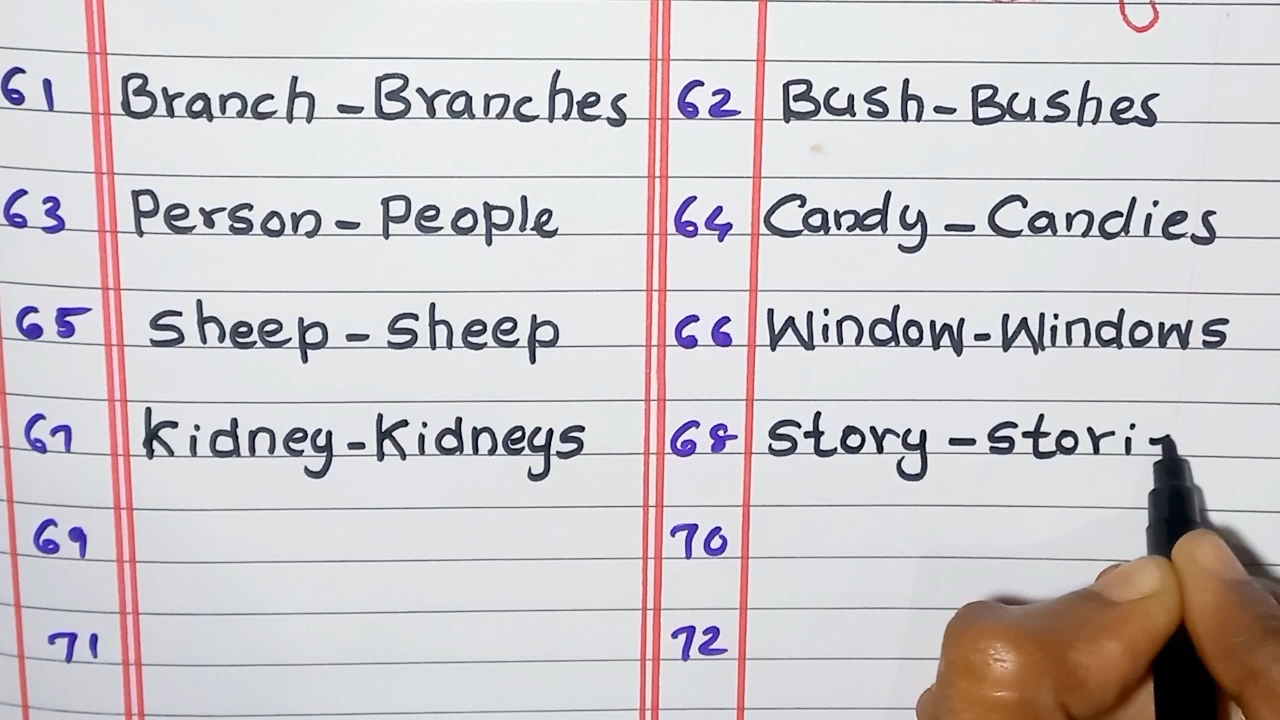 61 Branch - Branches 62 Bush - Bushes
63 Person - People 64 Candy - Candies
65 Sheep - Sheep 66 Window - Windows
67 Kidney - Kidneys 68 Story - Stori
69 70
71 72